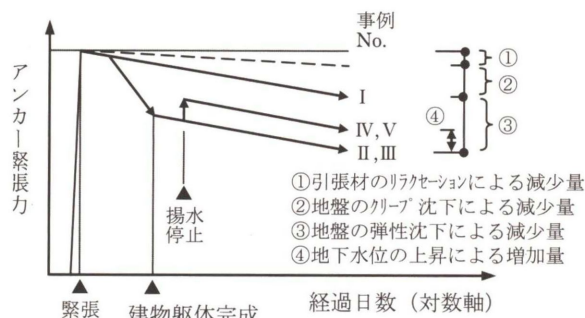 事例
No.
アンカー緊張力
①
②
③
④
I
IV, V
II, III
揚水
停止
①引張材のリラクセーションによる減少量
②地盤のクリープ沈下による減少量
③地盤の弾性沈下による減少量
④地下水位の上昇による増加量
緊張
建物躯体完成
経過日数（対数軸）